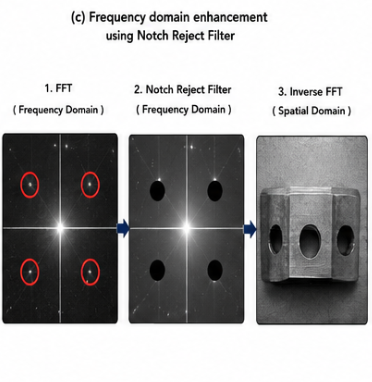 (c) Frequency domain enhancement
using Notch Reject Filter
1. FFT
( Frequency Domain )
2. Notch Reject Filter
( Frequency Domain )
3. Inverse FFT
( Spatial Domain )